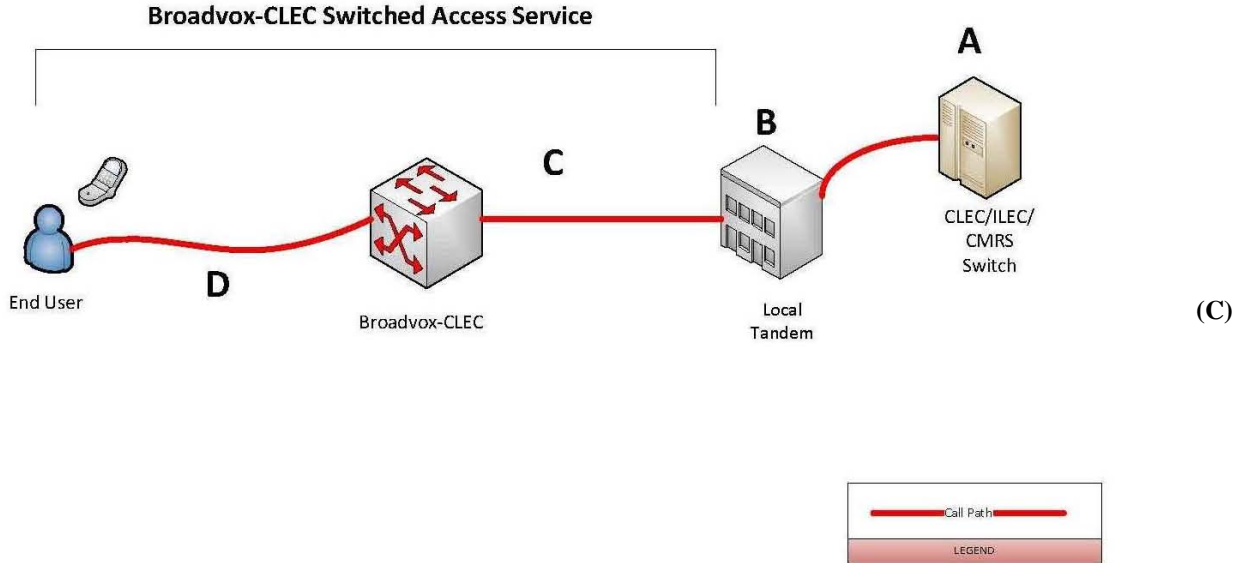 Broadvox-CLEC Switched Access Service
A
B
C
CLEC/ILEC/
CMRS
Switch
D
End User
Broadvox-CLEC
Local
Tandem
(C)
Call Path
LEGEND